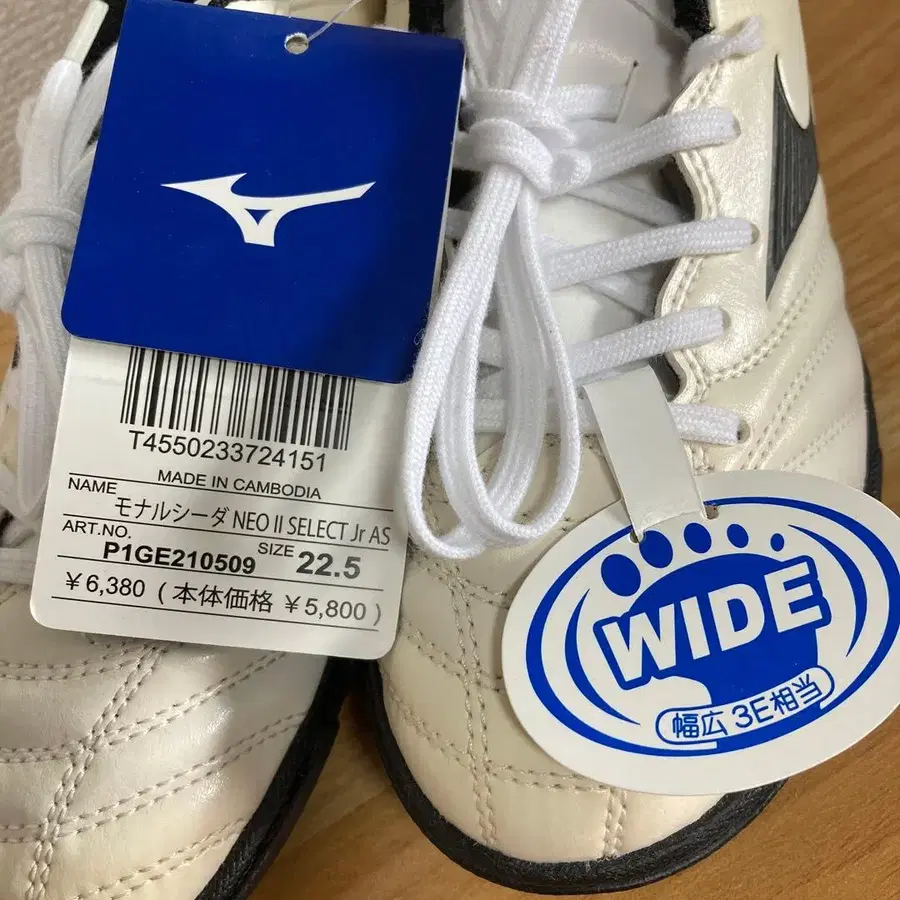 T4550233724151
MADE IN CAMBODIA
NAME モナルシーダ NEO II SELECT Jr AS
ART.NO. P1GE210509 SIZE 22.5
￥6,380 ( 本体価格 ￥5,800 )
WIDE
幅広 3E相当